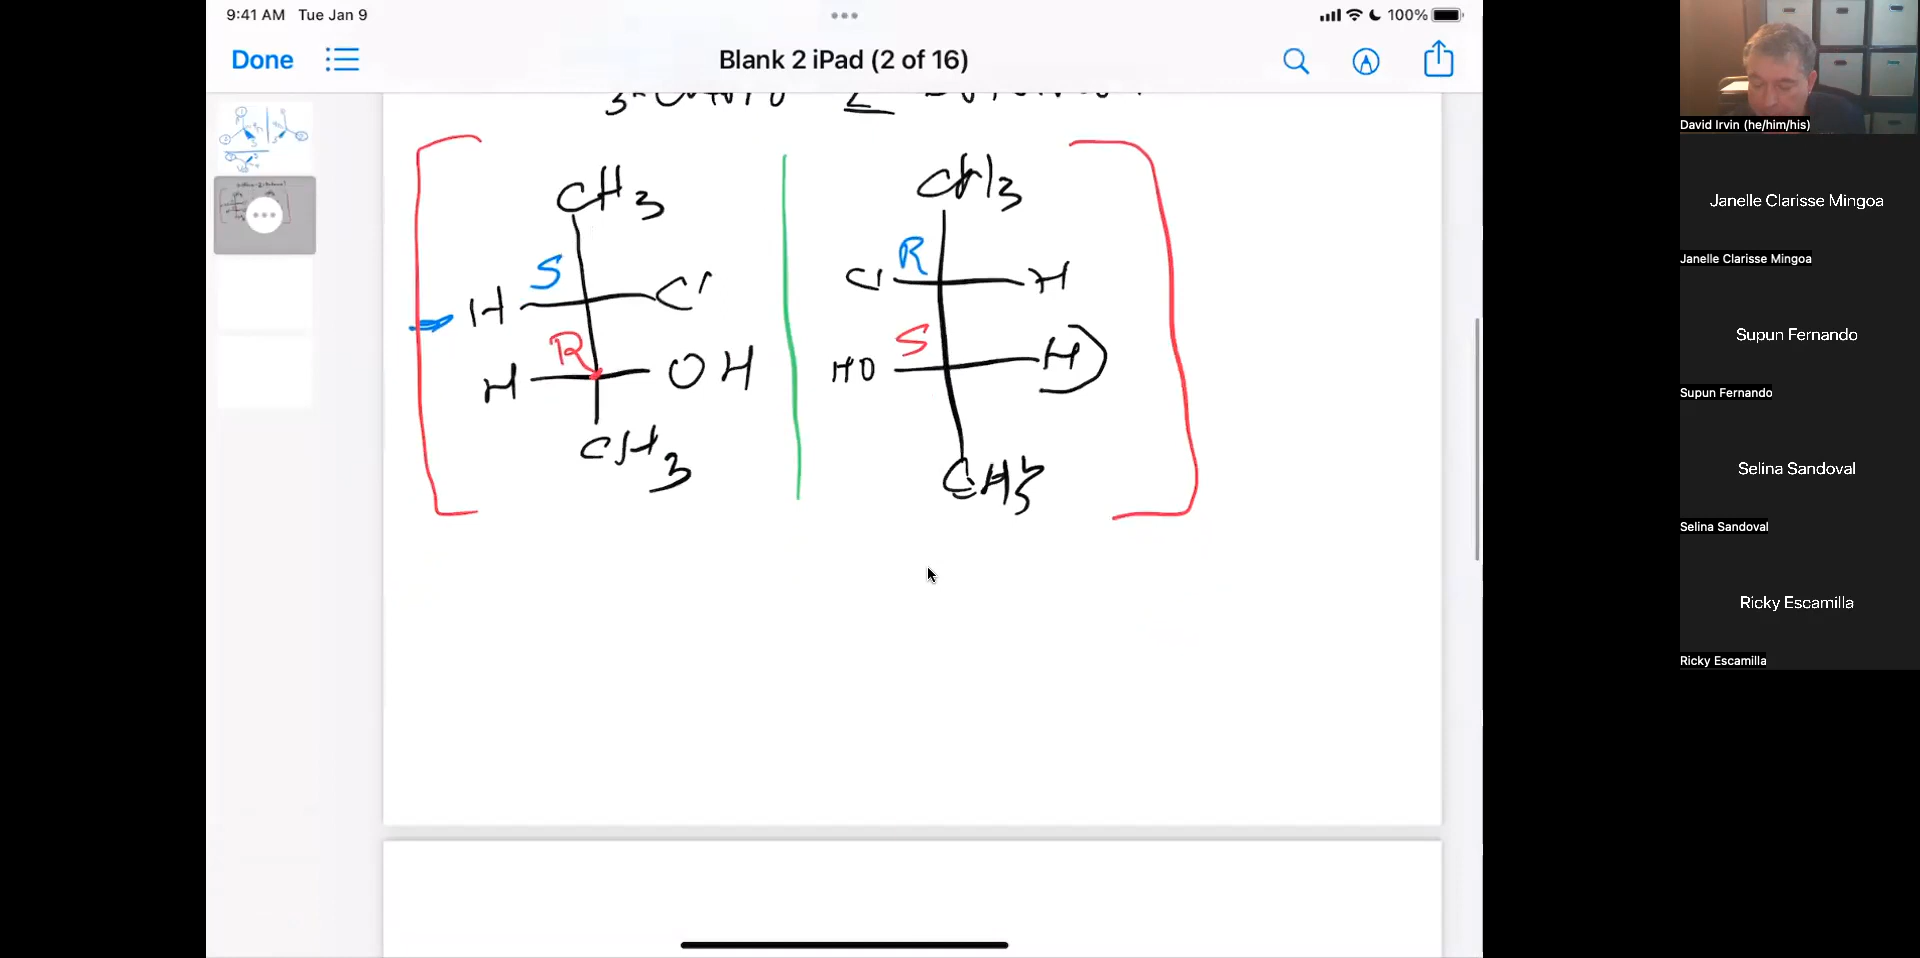 9:41 AM Tue Jan 9
100%
Done
Blank 2 iPad (2 of 16)
CH3 CH3
S R
H Cl Cl H
R S
H OH HO H
CH3 CH3
David Irvin (he/him/his)
Janelle Clarisse Mingoa
Janelle Clarisse Mingoa
Supun Fernando
Supun Fernando
Selina Sandoval
Selina Sandoval
Ricky Escamilla
Ricky Escamilla